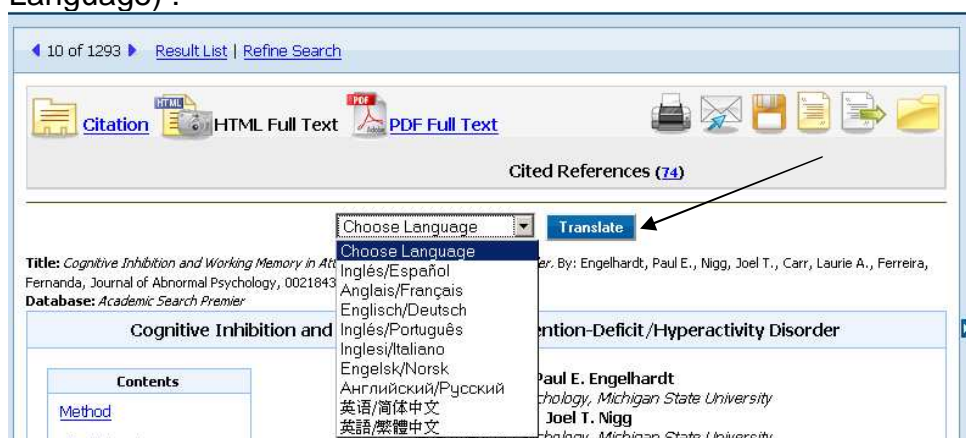 Language) :
10 of 1293 Result List | Refine Search
Citation HTML HTML Full Text PDF Adobe PDF Full Text
Cited References (74)
Choose Language Translate
Choose Language
Inglés/Español
Anglais/Français
Englisch/Deutsch
Inglés/Português
Inglesi/Italiano
Engelsk/Norsk
Английский/Русский
英语/简体中文
英語/繁體中文
Title: Cognitive Inhibition and Working Memory in Att er. By: Engelhardt, Paul E., Nigg, Joel T., Carr, Laurie A., Ferreira,
Fernanda, Journal of Abnormal Psychology, 0021843
Database: Academic Search Premier
Cognitive Inhibition and ention-Deficit/Hyperactivity Disorder
Contents
Method
Paul E. Engelhardt
chology, Michigan State University
Joel T. Nigg
chology, Michigan State University